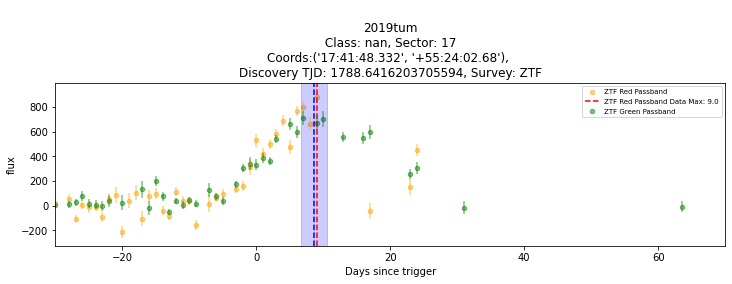 2019tum
Class: nan, Sector: 17
Coords:('17:41:48.332', '+55:24:02.68'),
Discovery TJD: 1788.6416203705594, Survey: ZTF
ZTF Red Passband
ZTF Red Passband Data Max: 9.0
ZTF Green Passband
flux
800
600
400
200
0
−200
−20
0
20
40
60
Days since trigger